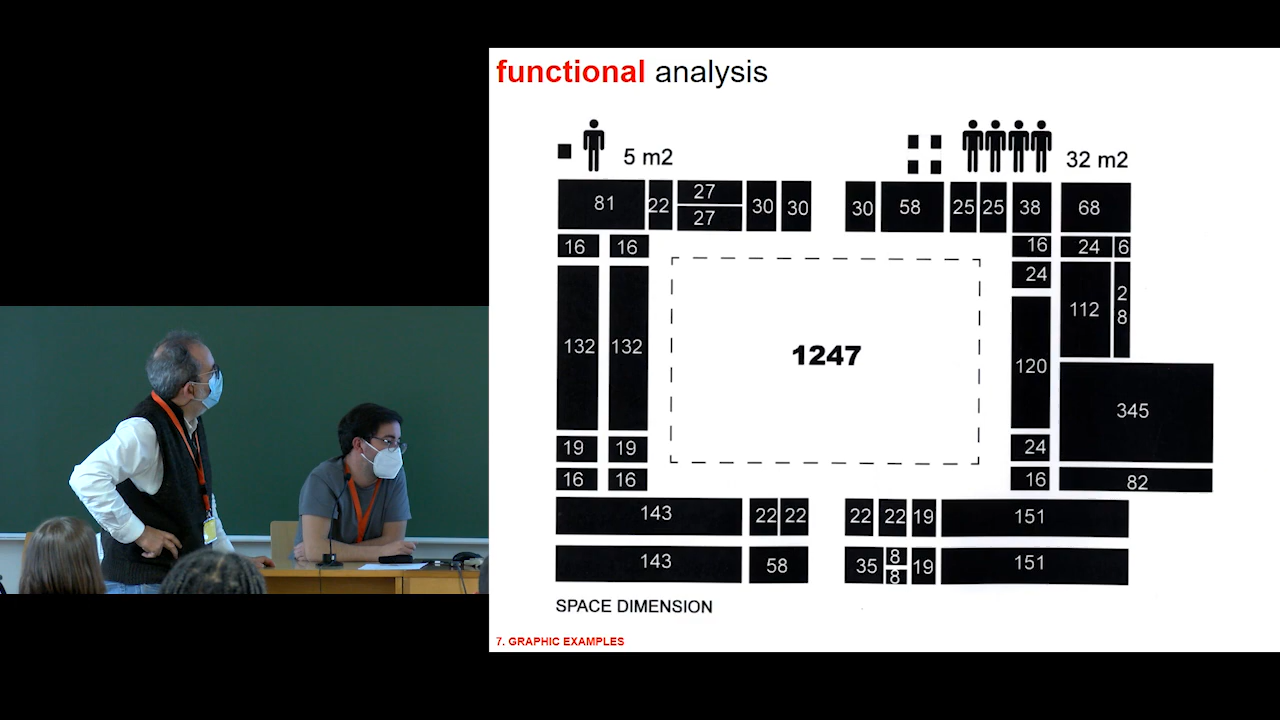 functional analysis
5 m2
32 m2
81 22 27 30 30 30 58 25 25 38 68
27
16 16 16 24 6
24
112 28
132 132 1247 120
345
19 19 24
16 16 16 82
143 22 22 22 22 19 151
143 58 35 8 19 151
8
SPACE DIMENSION
7. GRAPHIC EXAMPLES